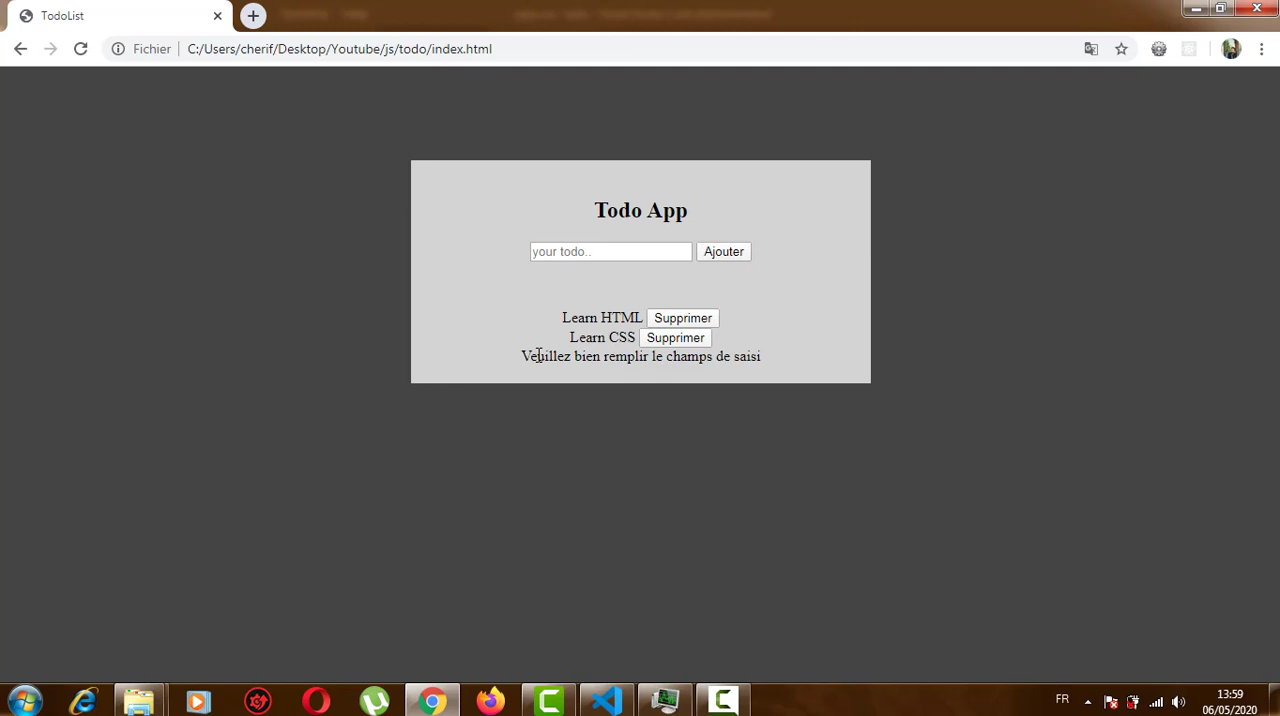 TodoList
Fichier
C:/Users/cherif/Desktop/Youtube/js/todo/index.html
Todo App
your todo..
Ajouter
Learn HTML Supprimer
Learn CSS Supprimer
Veuillez bien remplir le champs de saisi
FR
13:59
06/05/2020